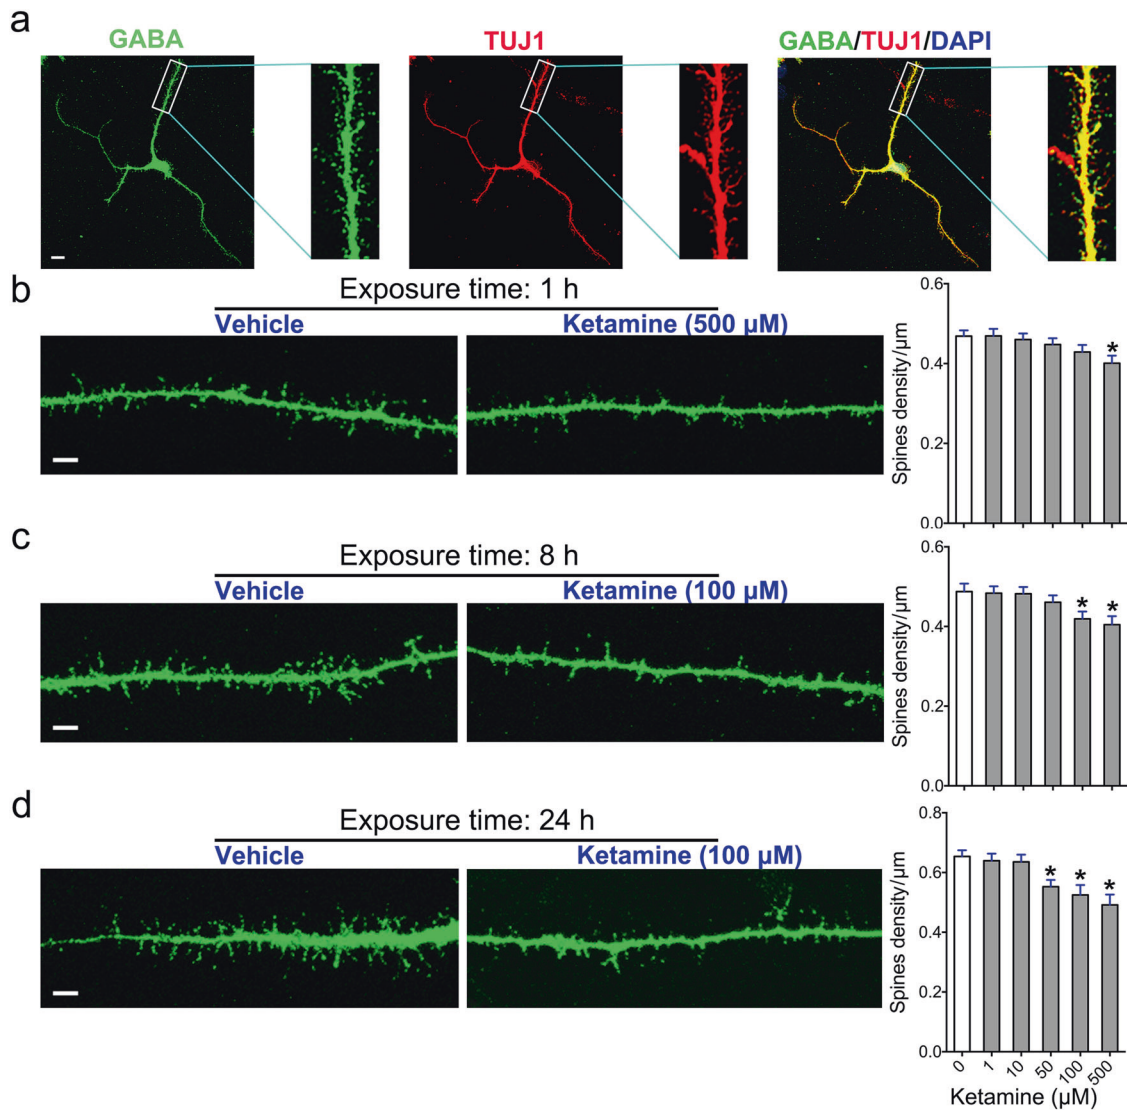 a
GABA
TUJ1
GABA/TUJ1/DAPI
b
Exposure time: 1 h
Vehicle
Ketamine (500 µM)
Spines density/µm
0.6
0.4
0.2
0.0
*
c
Exposure time: 8 h
Vehicle
Ketamine (100 µM)
Spines density/µm
0.6
0.4
0.2
0.0
* *
d
Exposure time: 24 h
Vehicle
Ketamine (100 µM)
Spines density/µm
0.8
0.6
0.4
0.2
0.0
* * *
0 1 10 50 100 500
Ketamine (µM)